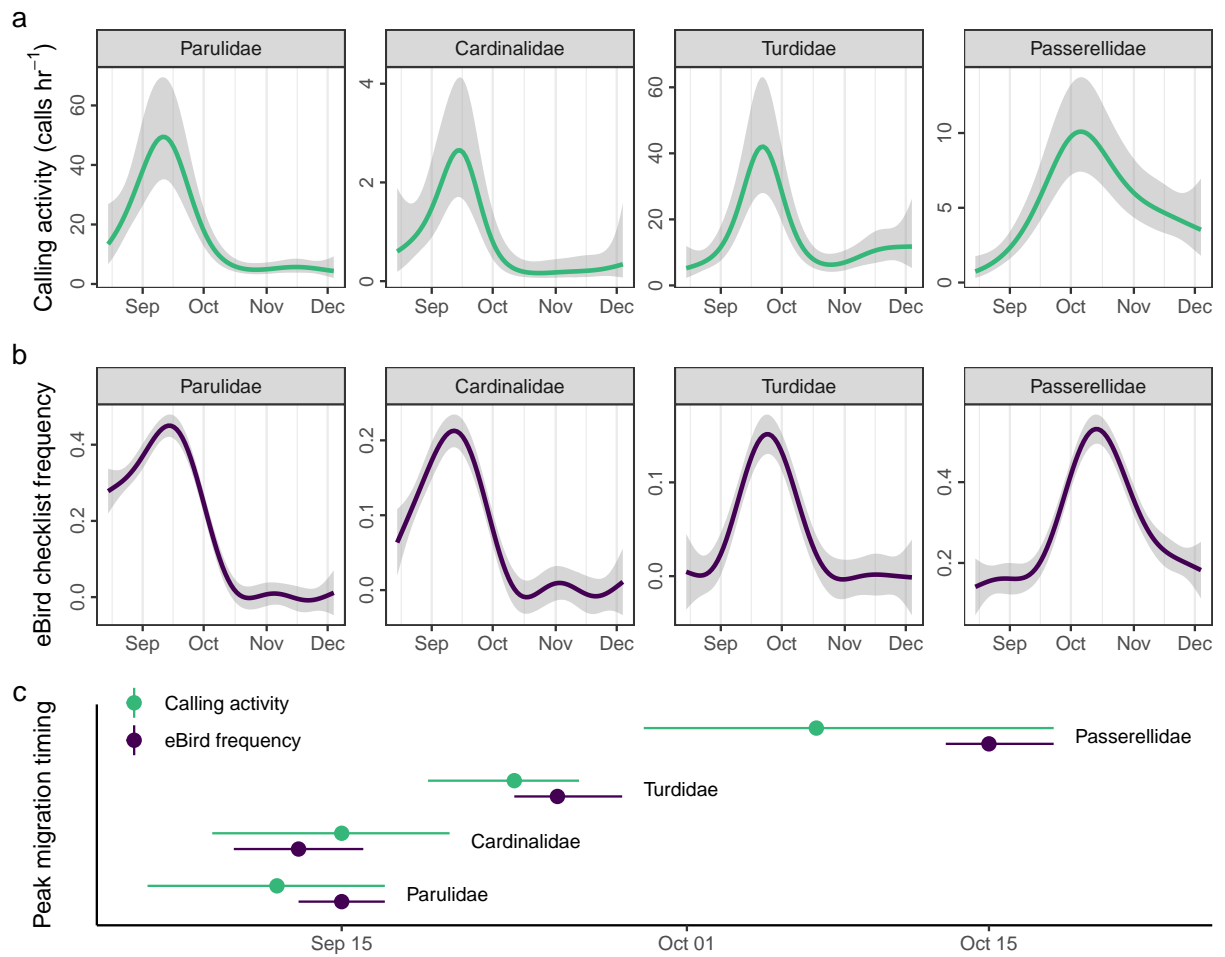 a
Calling activity (calls hr⁻¹)
Parulidae
Cardinalidae
Turdidae
Passerellidae
0
20
40
60
0
2
4
0
20
40
60
0
5
10
Sep Oct Nov Dec
Sep Oct Nov Dec
Sep Oct Nov Dec
Sep Oct Nov Dec
b
eBird checklist frequency
Parulidae
Cardinalidae
Turdidae
Passerellidae
0.0
0.2
0.4
0.0
0.1
0.2
0.0
0.1
0.2
0.4
Sep Oct Nov Dec
Sep Oct Nov Dec
Sep Oct Nov Dec
Sep Oct Nov Dec
c
Peak migration timing
Calling activity
eBird frequency
Passerellidae
Turdidae
Cardinalidae
Parulidae
Sep 15
Oct 01
Oct 15